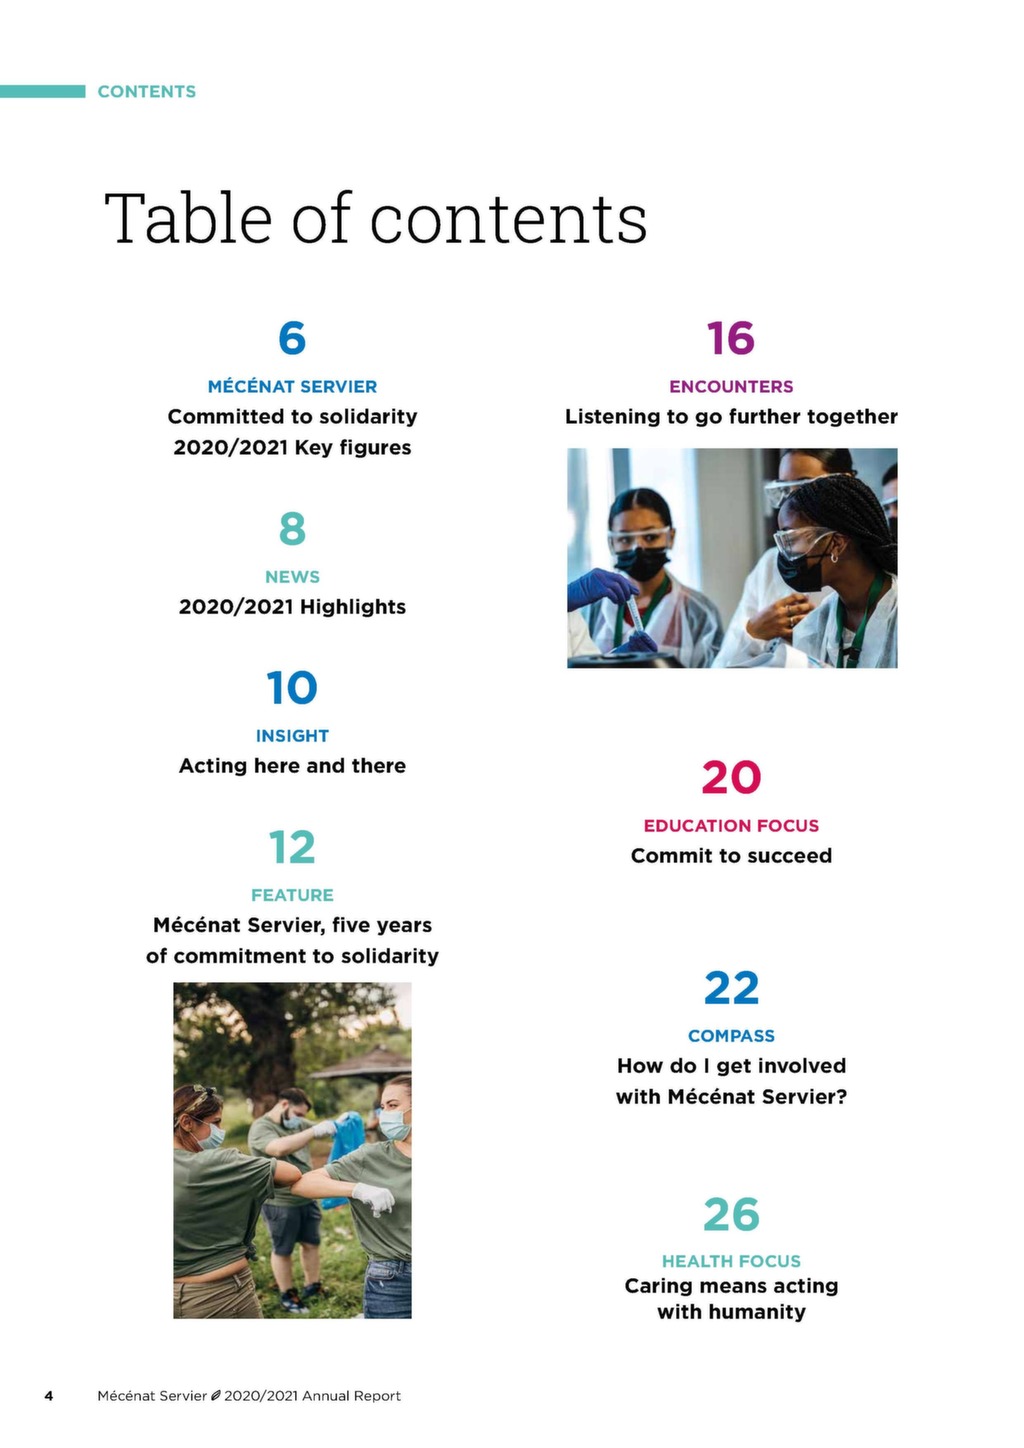 CONTENTS
Table of contents
6
MÉCÉNAT SERVIER
Committed to solidarity
2020/2021 Key figures
8
NEWS
2020/2021 Highlights
10
INSIGHT
Acting here and there
12
FEATURE
Mécénat Servier, five years
of commitment to solidarity
16
ENCOUNTERS
Listening to go further together
20
EDUCATION FOCUS
Commit to succeed
22
COMPASS
How do I get involved
with Mécénat Servier?
26
HEALTH FOCUS
Caring means acting
with humanity
4 Mécénat Servier 2020/2021 Annual Report